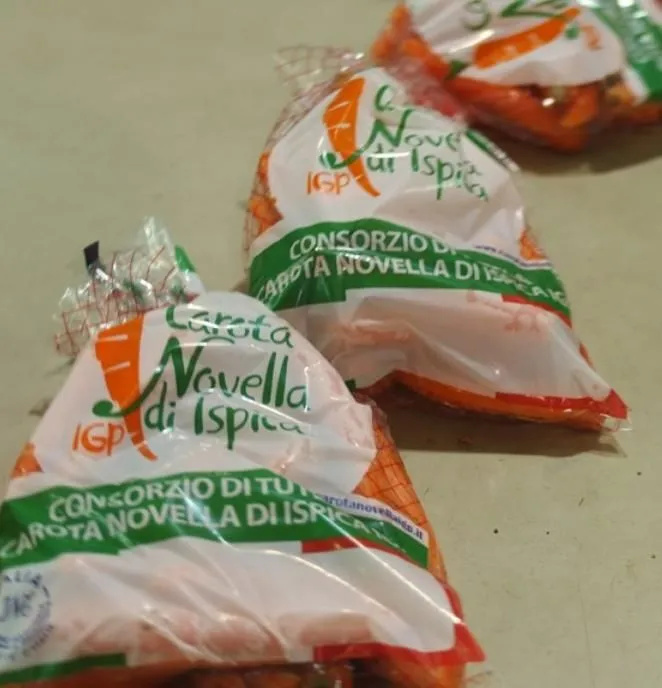 Novella
di Ispica
IGP
CONSORZIO DI
CAROTA NOVELLA DI ISPICA
Carota
Novella
di Ispica
IGP
CONSORZIO DI
CAROTA NOVELLA DI ISPICA